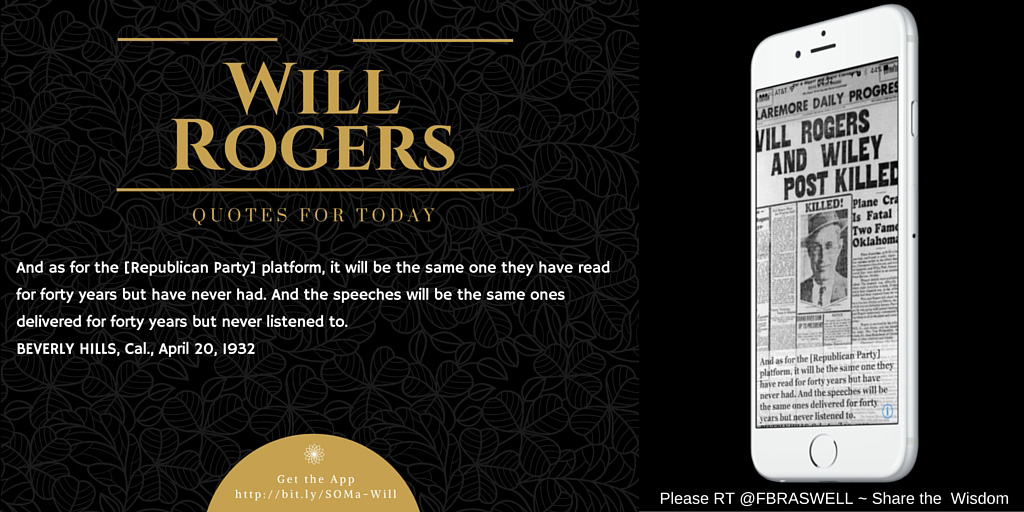 WILL
ROGERS
QUOTES FOR TODAY
And as for the [Republican Party] platform, it will be the same one they have read
for forty years but have never had. And the speeches will be the same ones
delivered for forty years but never listened to.
BEVERLY HILLS, Cal., April 20, 1932
Get the App
http://bit.ly/SOMa-Will
AT&T
44%
LAREMORE DAILY PROGRES
WILL ROGERS
AND WILEY
POST KILLED
KILLED!
Plane Cra
Is Fatal
Two Famo
Oklahoma
And as for the [Republican Party]
platform, it will be the same one they
have read for forty years but have
never had. And the speeches will be
the same ones delivered for forty
years but never listened to.
Please RT @FBRASWELL ~ Share the Wisdom